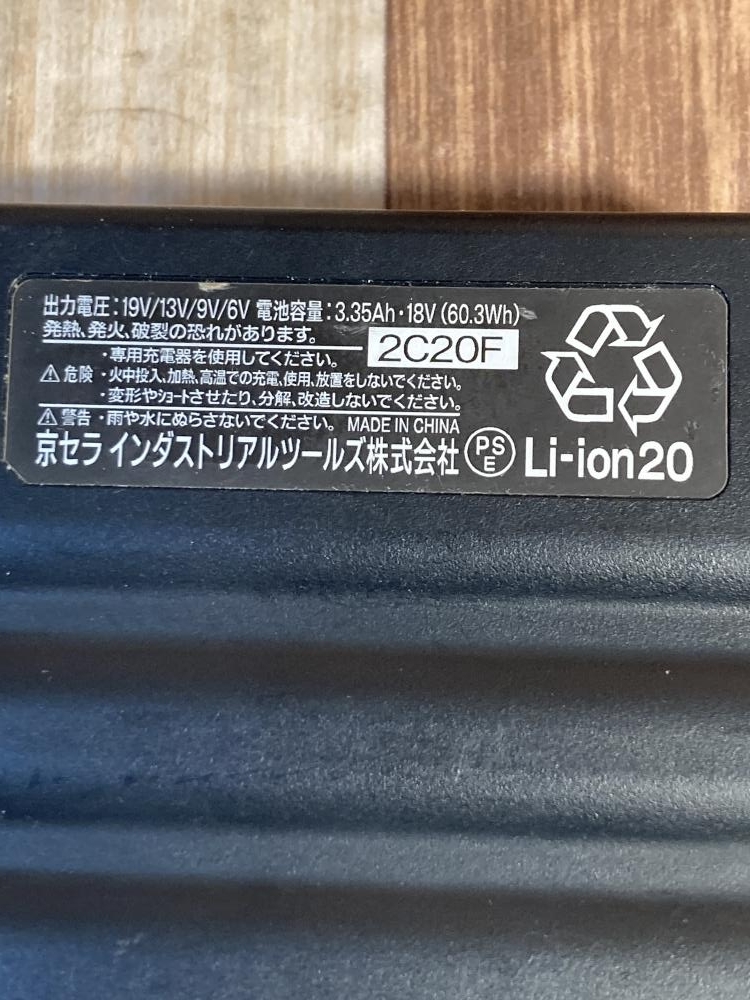 出力電圧:19V/13V/9V/6V 電池容量:3.35Ah・18V(60.3Wh)
発熱、発火、破裂の恐れがあります。
2C20F
・専用充電器を使用してください。
⚠危険 ・火中投入、加熱、高温での充電、使用、放置をしないでください。
・変形やショートさせたり、分解、改造しないでください。
⚠警告 ・雨や水にぬらさないでください。 MADE IN CHINA
京セラ インダストリアルツールズ株式会社 PSE Li-ion20